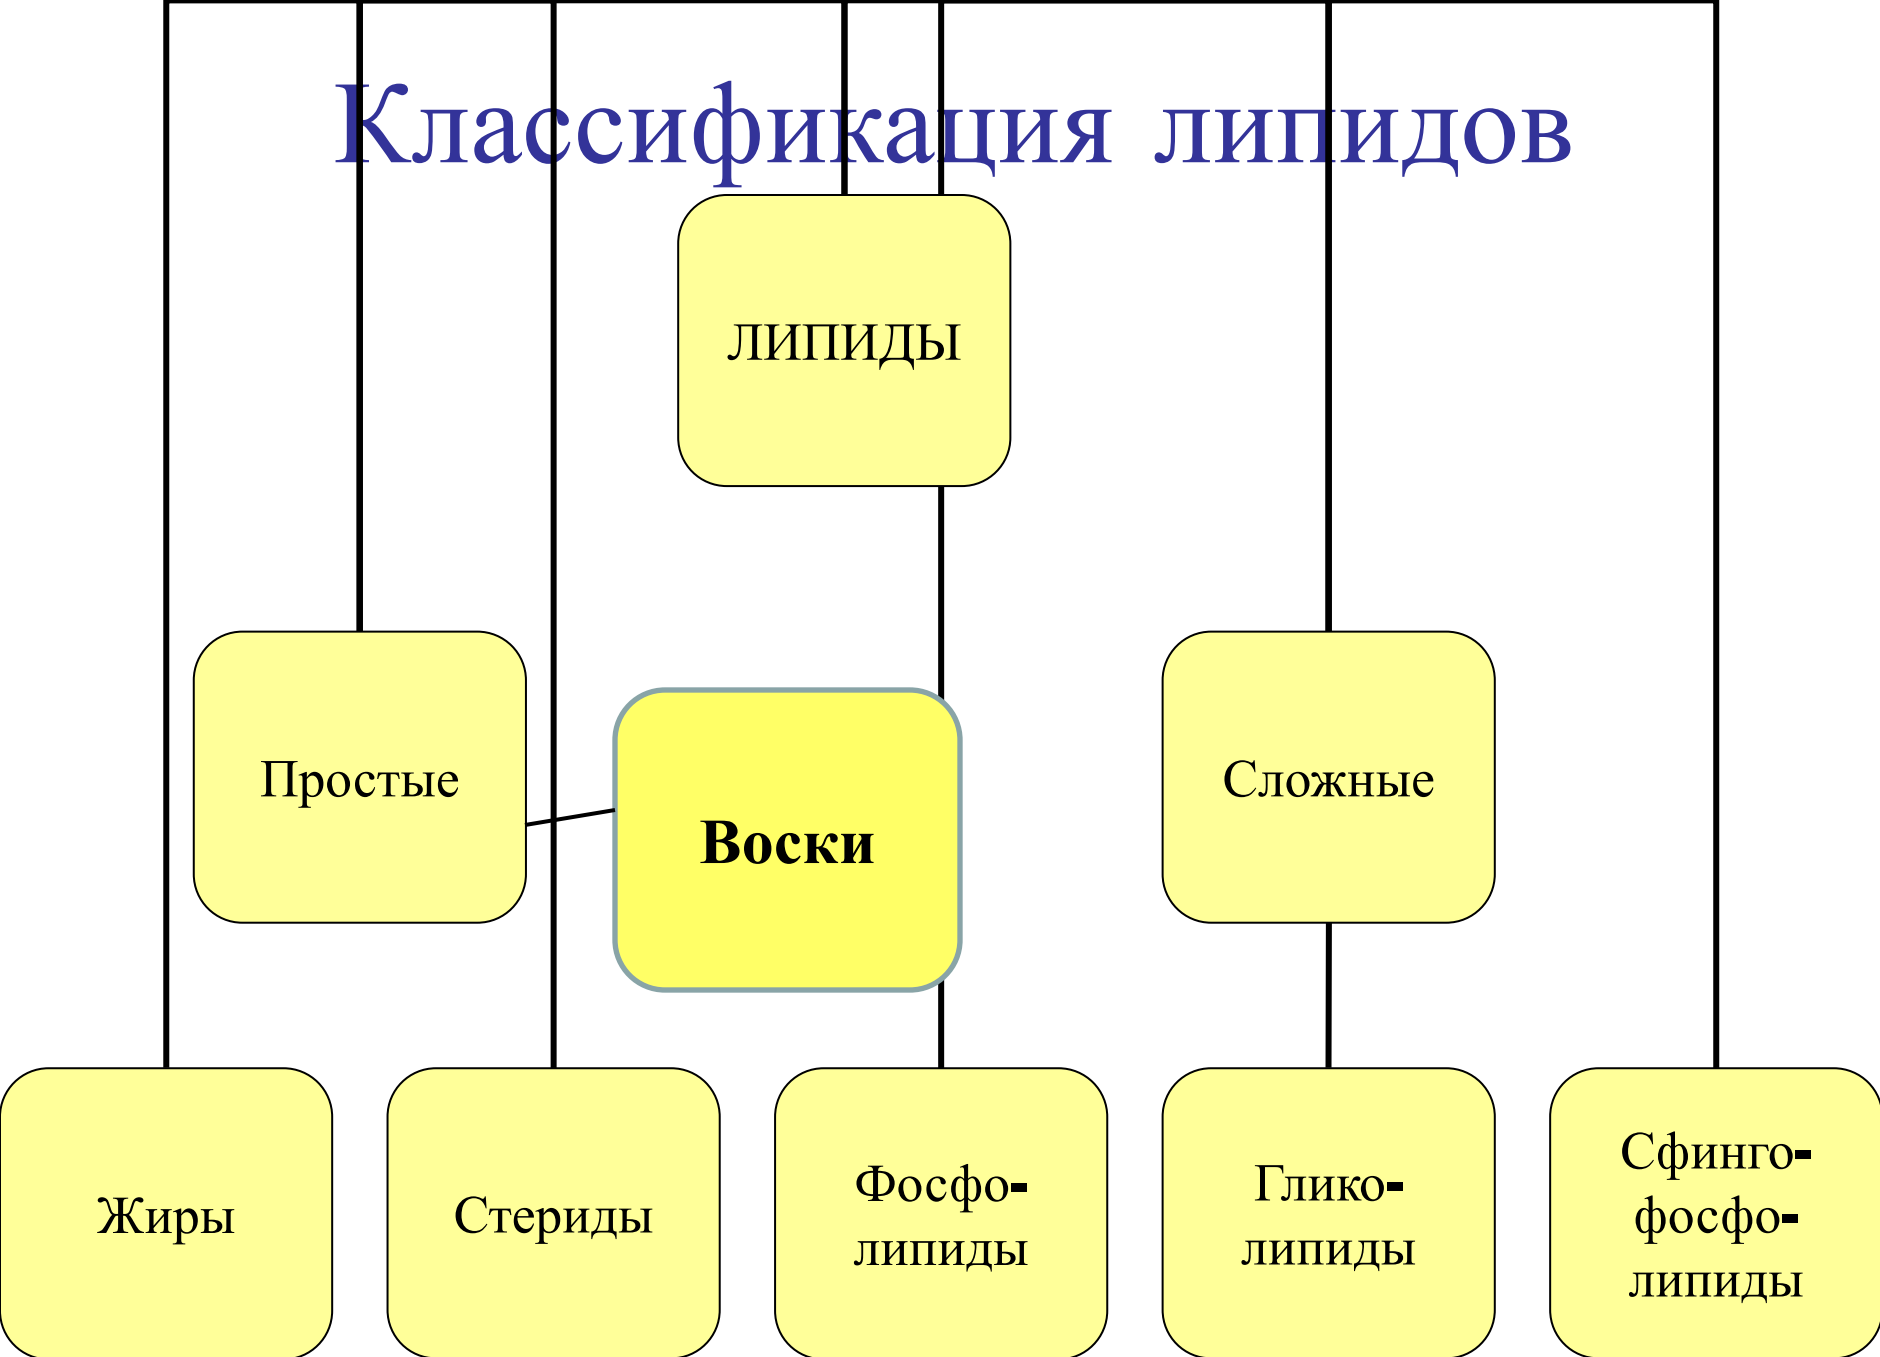 Классификация липидов
ЛИПИДЫ
Простые
Воски
Сложные
Жиры
Стериды
Фосфо-
липиды
Глико-
липиды
Сфинго-
фосфо-
липиды